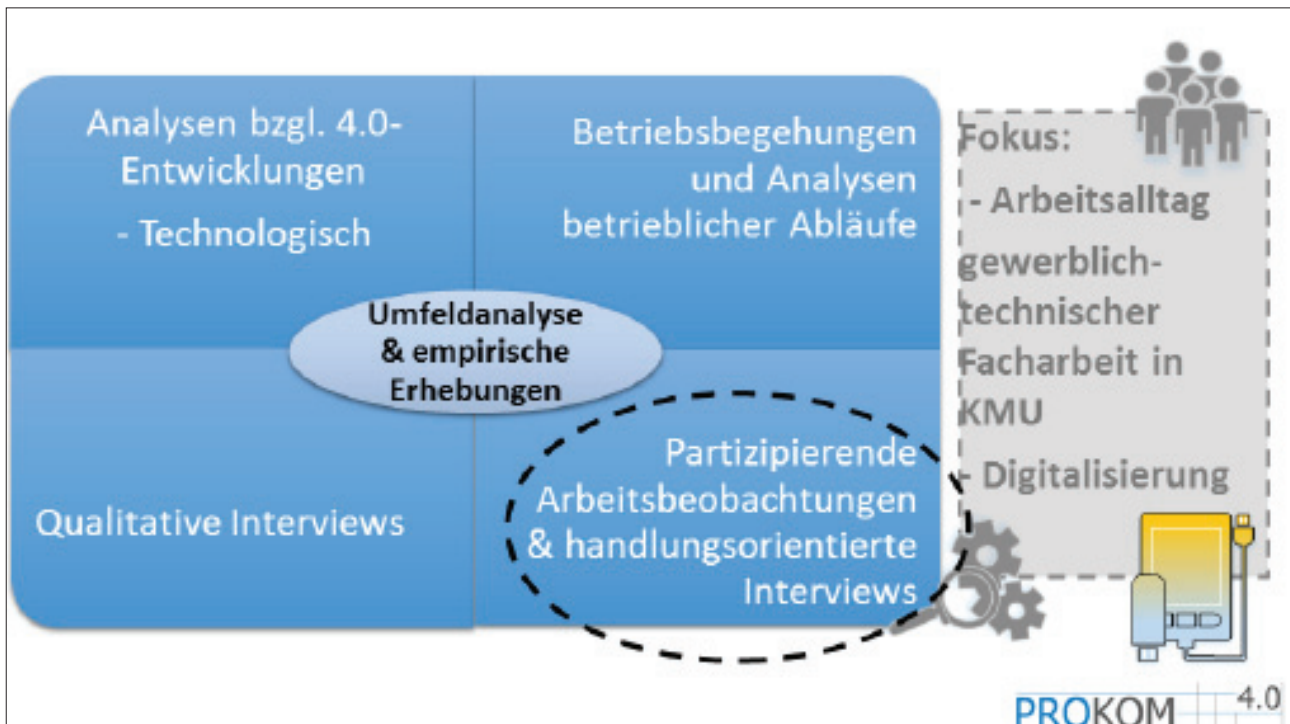 Analysen bzgl. 4.0-
Entwicklungen
- Technologisch
Betriebsbegehungen
und Analysen
betrieblicher Abläufe
Umfeldanalyse
& empirische
Erhebungen
Qualitative Interviews
Partizipierende
Arbeitsbeobachtungen
& handlungsorientierte
Interviews
Fokus:
- Arbeitsalltag
gewerblich-
technischer
Facharbeit in
KMU
- Digitalisierung
PROKOM 4.0